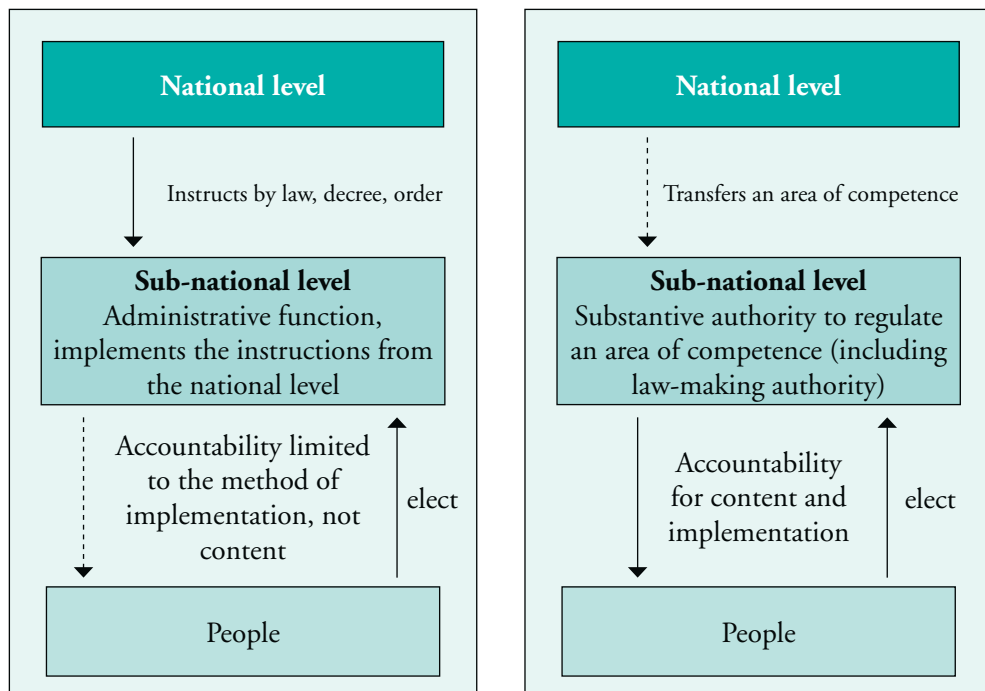 National level
Instructs by law, decree, order
Sub-national level
Administrative function,
implements the instructions from
the national level
Accountability limited
to the method of
implementation, not
content
elect
People
National level
Transfers an area of competence
Sub-national level
Substantive authority to regulate
an area of competence (including
law-making authority)
Accountability
for content and
implementation
elect
People